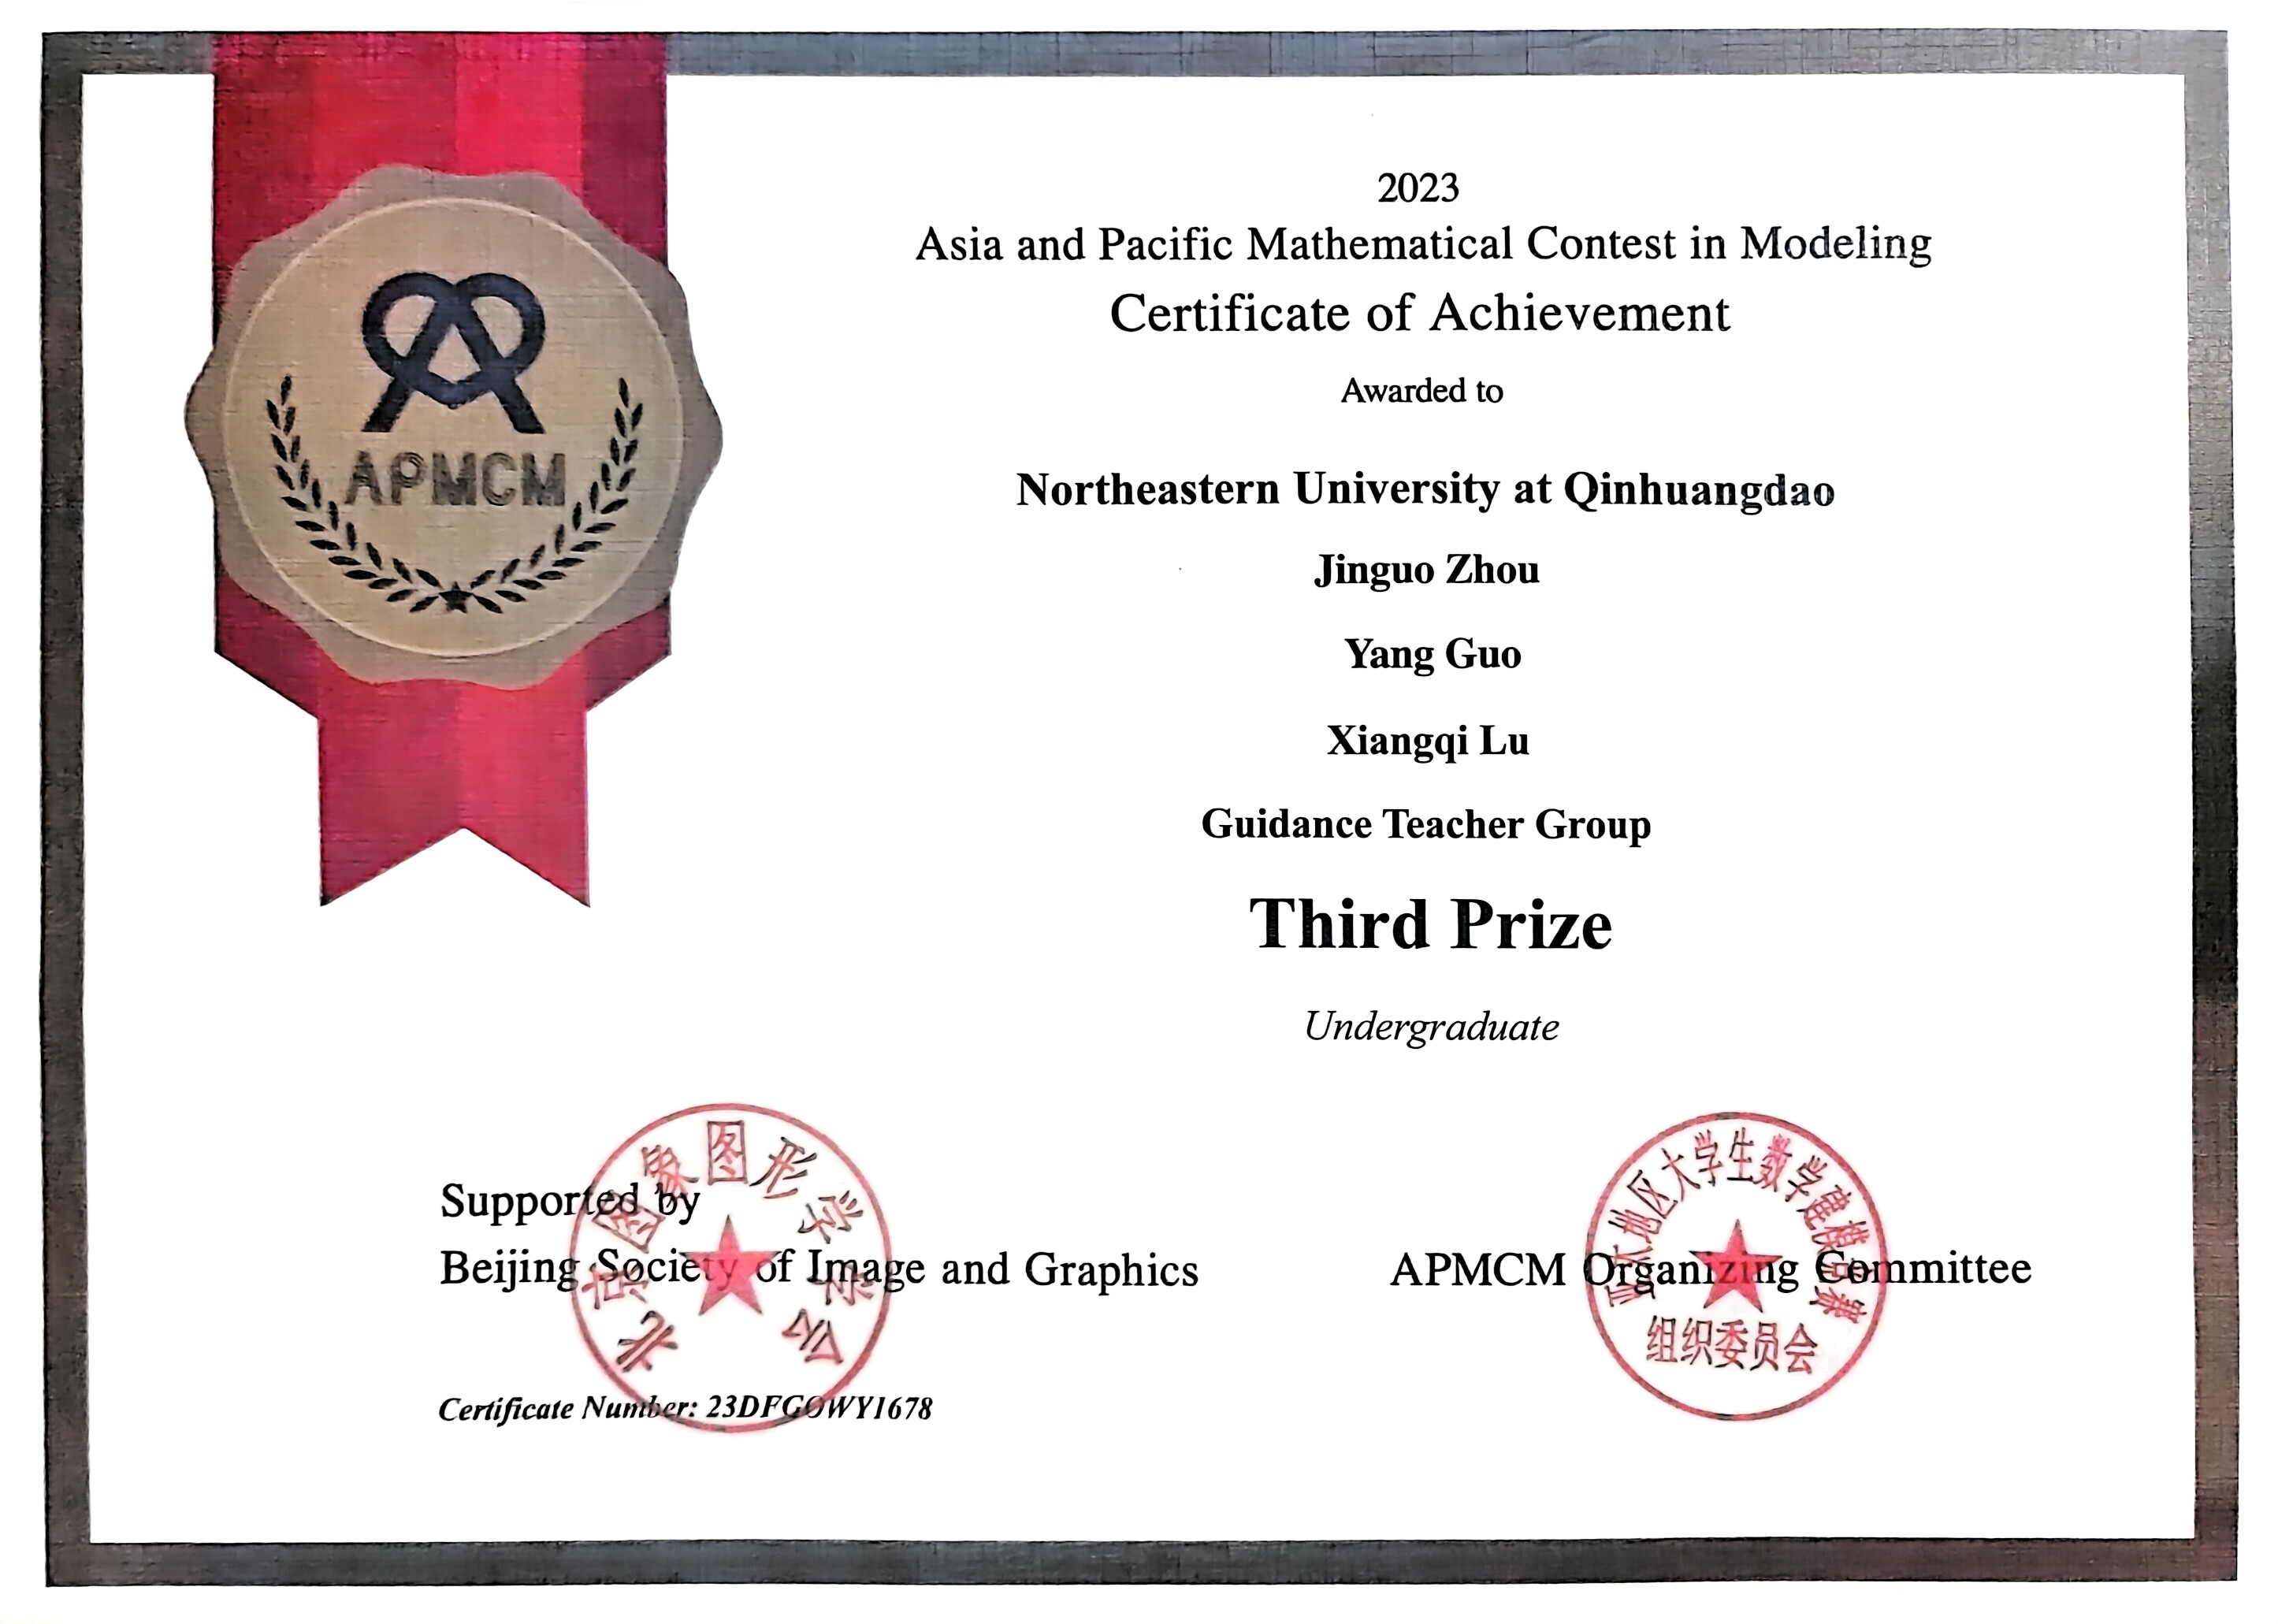 APMCM
2023
Asia and Pacific Mathematical Contest in Modeling
Certificate of Achievement
Awarded to
Northeastern University at Qinhuangdao
Jinguo Zhou
Yang Guo
Xiangqi Lu
Guidance Teacher Group
Third Prize
Undergraduate
Supported by
Beijing Society of Image and Graphics
北京图象图形学学会
Certificate Number: 23DFGOWY1678
APMCM Organizing Committee
亚太地区大学生数学建模竞赛
组织委员会